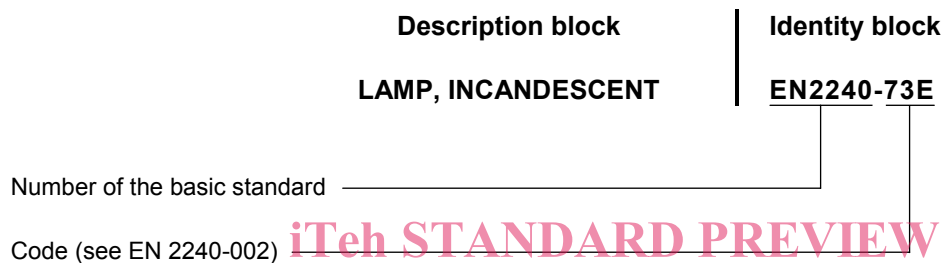 Description block Identity block
LAMP, INCANDESCENT EN2240-73E
Number of the basic standard
Code (see EN 2240-002) iTeh STANDARD PREVIEW